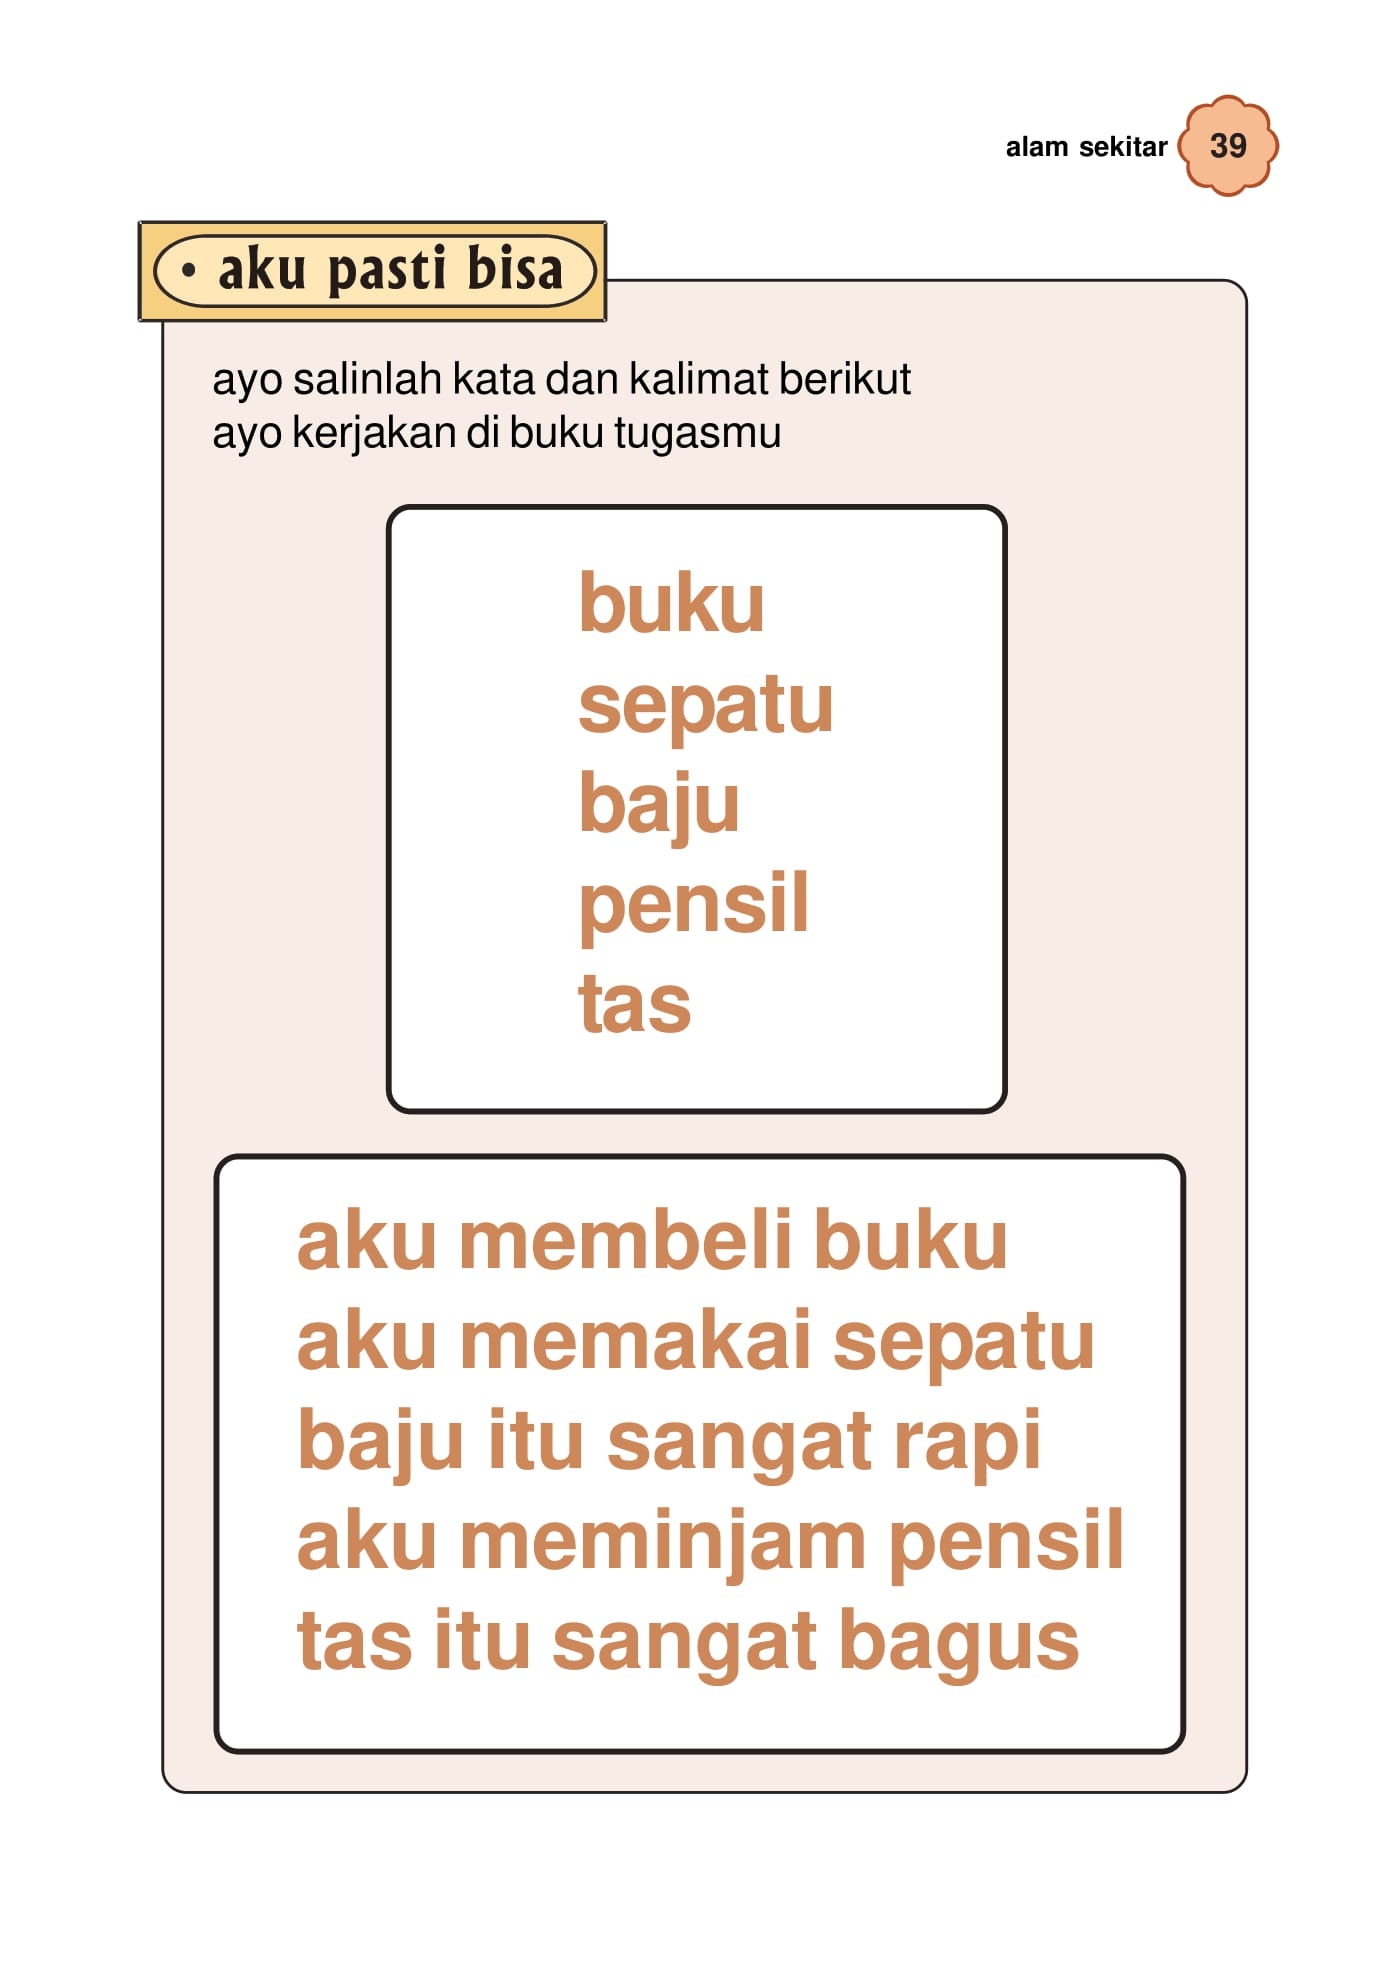 alam sekitar 39
• aku pasti bisa
ayo salinlah kata dan kalimat berikut
ayo kerjakan di buku tugasmu
buku
sepatu
baju
pensil
tas
aku membeli buku
aku memakai sepatu
baju itu sangat rapi
aku meminjam pensil
tas itu sangat bagus